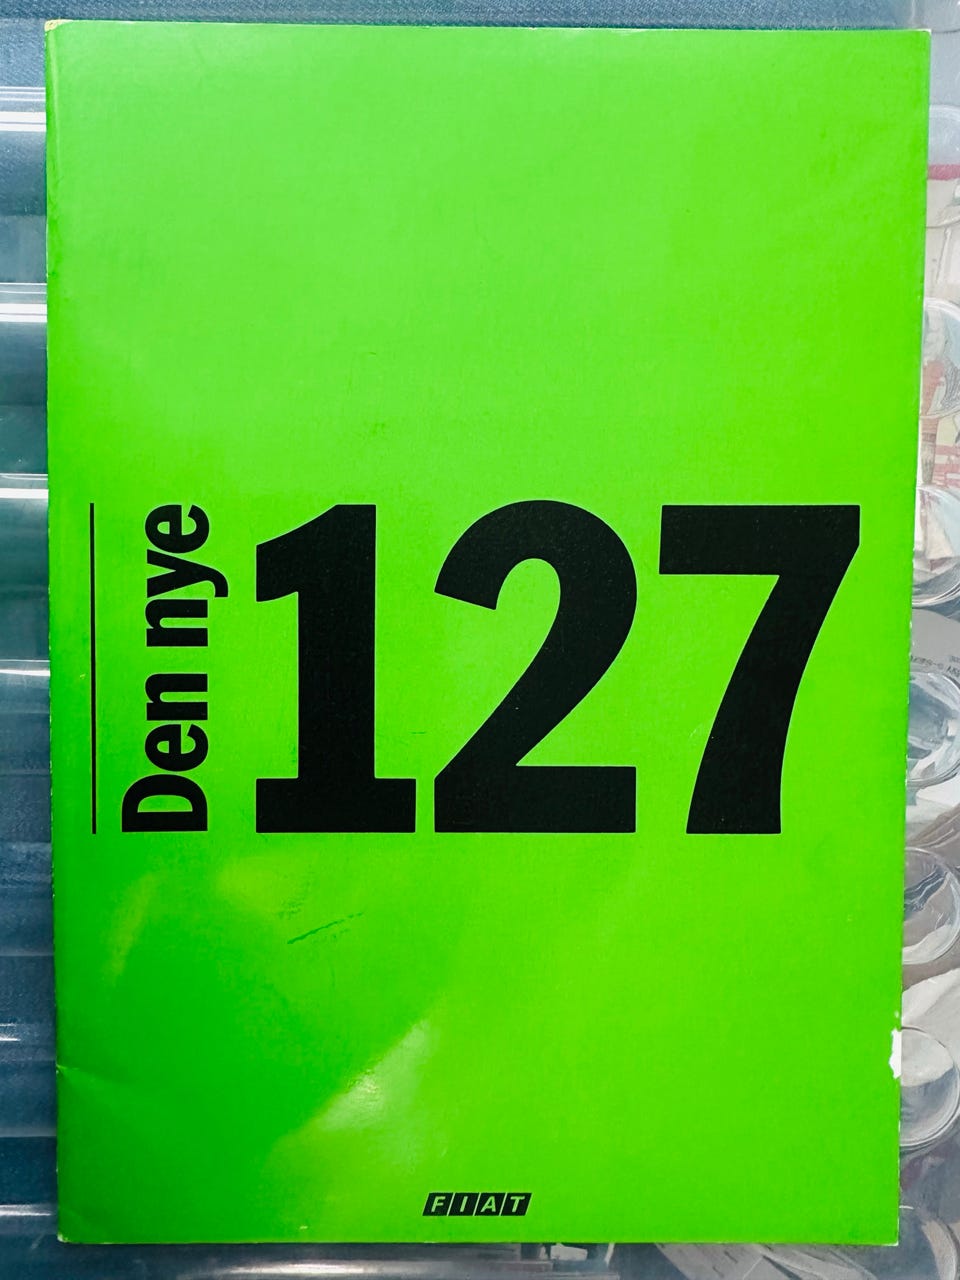 Den nye
127
FIAT